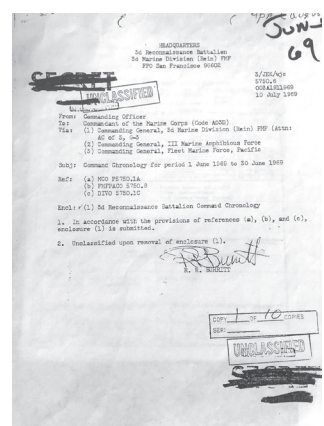 JUN-
69
HEADQUARTERS
3d Reconnaissance Battalion
3d Marine Division (Rein) FMF
FPO San Francisco 96602
3/JEH/wjc
5750.6
10 July 1969
SECRET
UNCLASSIFIED
From: Commanding Officer
To: Commandant of the Marine Corps (Code AO3D)
Via: (1) Commanding General, 3d Marine Division (Rein) FMF (Attn:
AC of S, G-3
(2) Commanding General, III Marine Amphibious Force
(3) Commanding General, Fleet Marine Force, Pacific
Subj: Command Chronology for period 1 June 1969 to 30 June 1969
Ref: (a) MCO P5750.1A
(b) FMFPACO 5750.8
(c) DIVO 5750.1C
Encl: (1) 3d Reconnaissance Battalion Command Chronology
1. In accordance with the provisions of references (a), (b), and (c),
enclosure (1) is submitted.
2. Unclassified upon removal of enclosure (1).
R. R. BURRITT
COPY 1 OF 10 COPIES
SER:
UNCLASSIFIED
SECRET